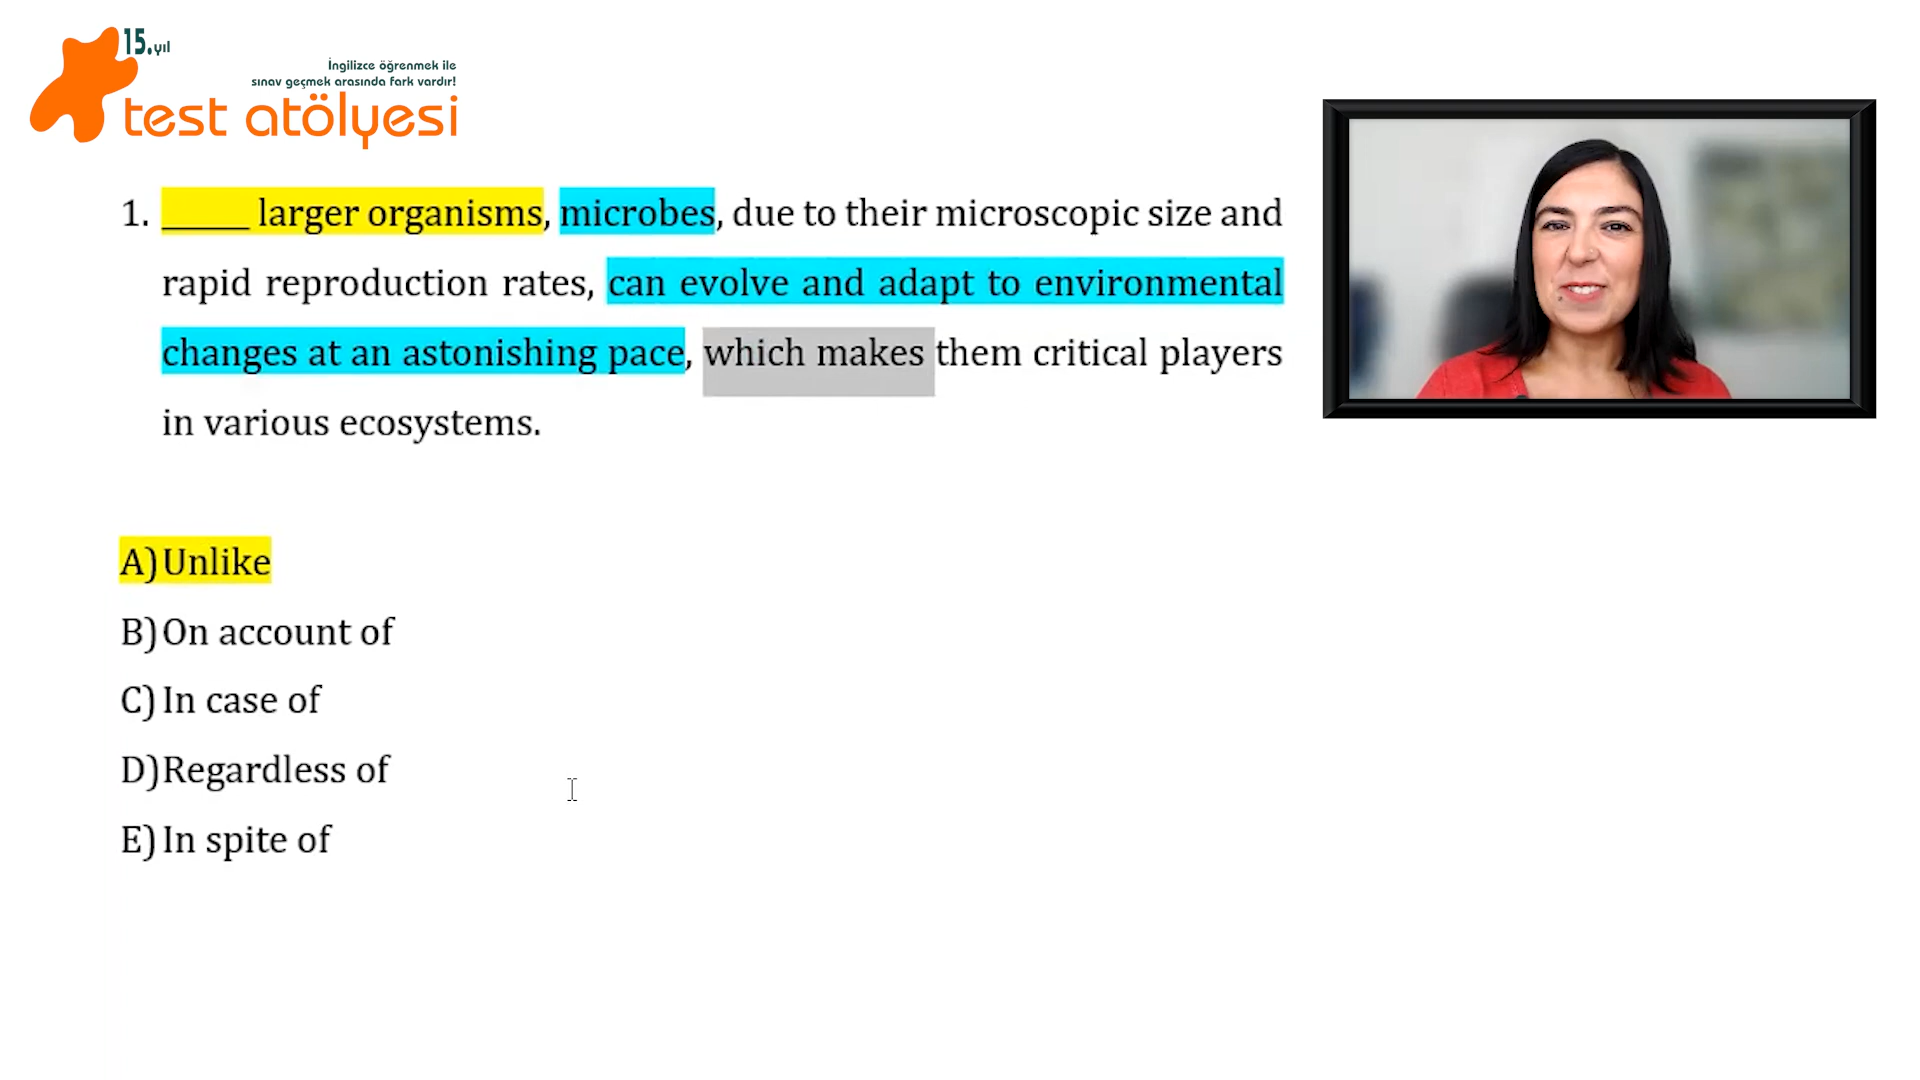 15.yıl
İngilizce öğrenmek ile
sınav geçmek arasında fark vardır!
test atölyesi
1. _____ larger organisms, microbes, due to their microscopic size and
rapid reproduction rates, can evolve and adapt to environmental
changes at an astonishing pace, which makes them critical players
in various ecosystems.
A) Unlike
B) On account of
C) In case of
D) Regardless of
E) In spite of